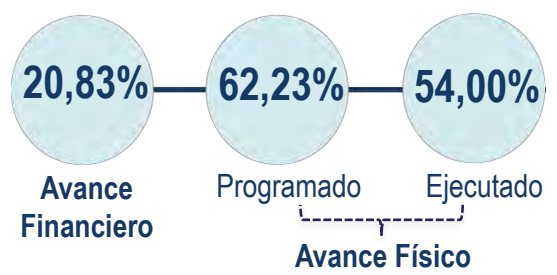 20,83%
62,23%
54,00%
Avance
Financiero
Programado
Ejecutado
Avance Físico